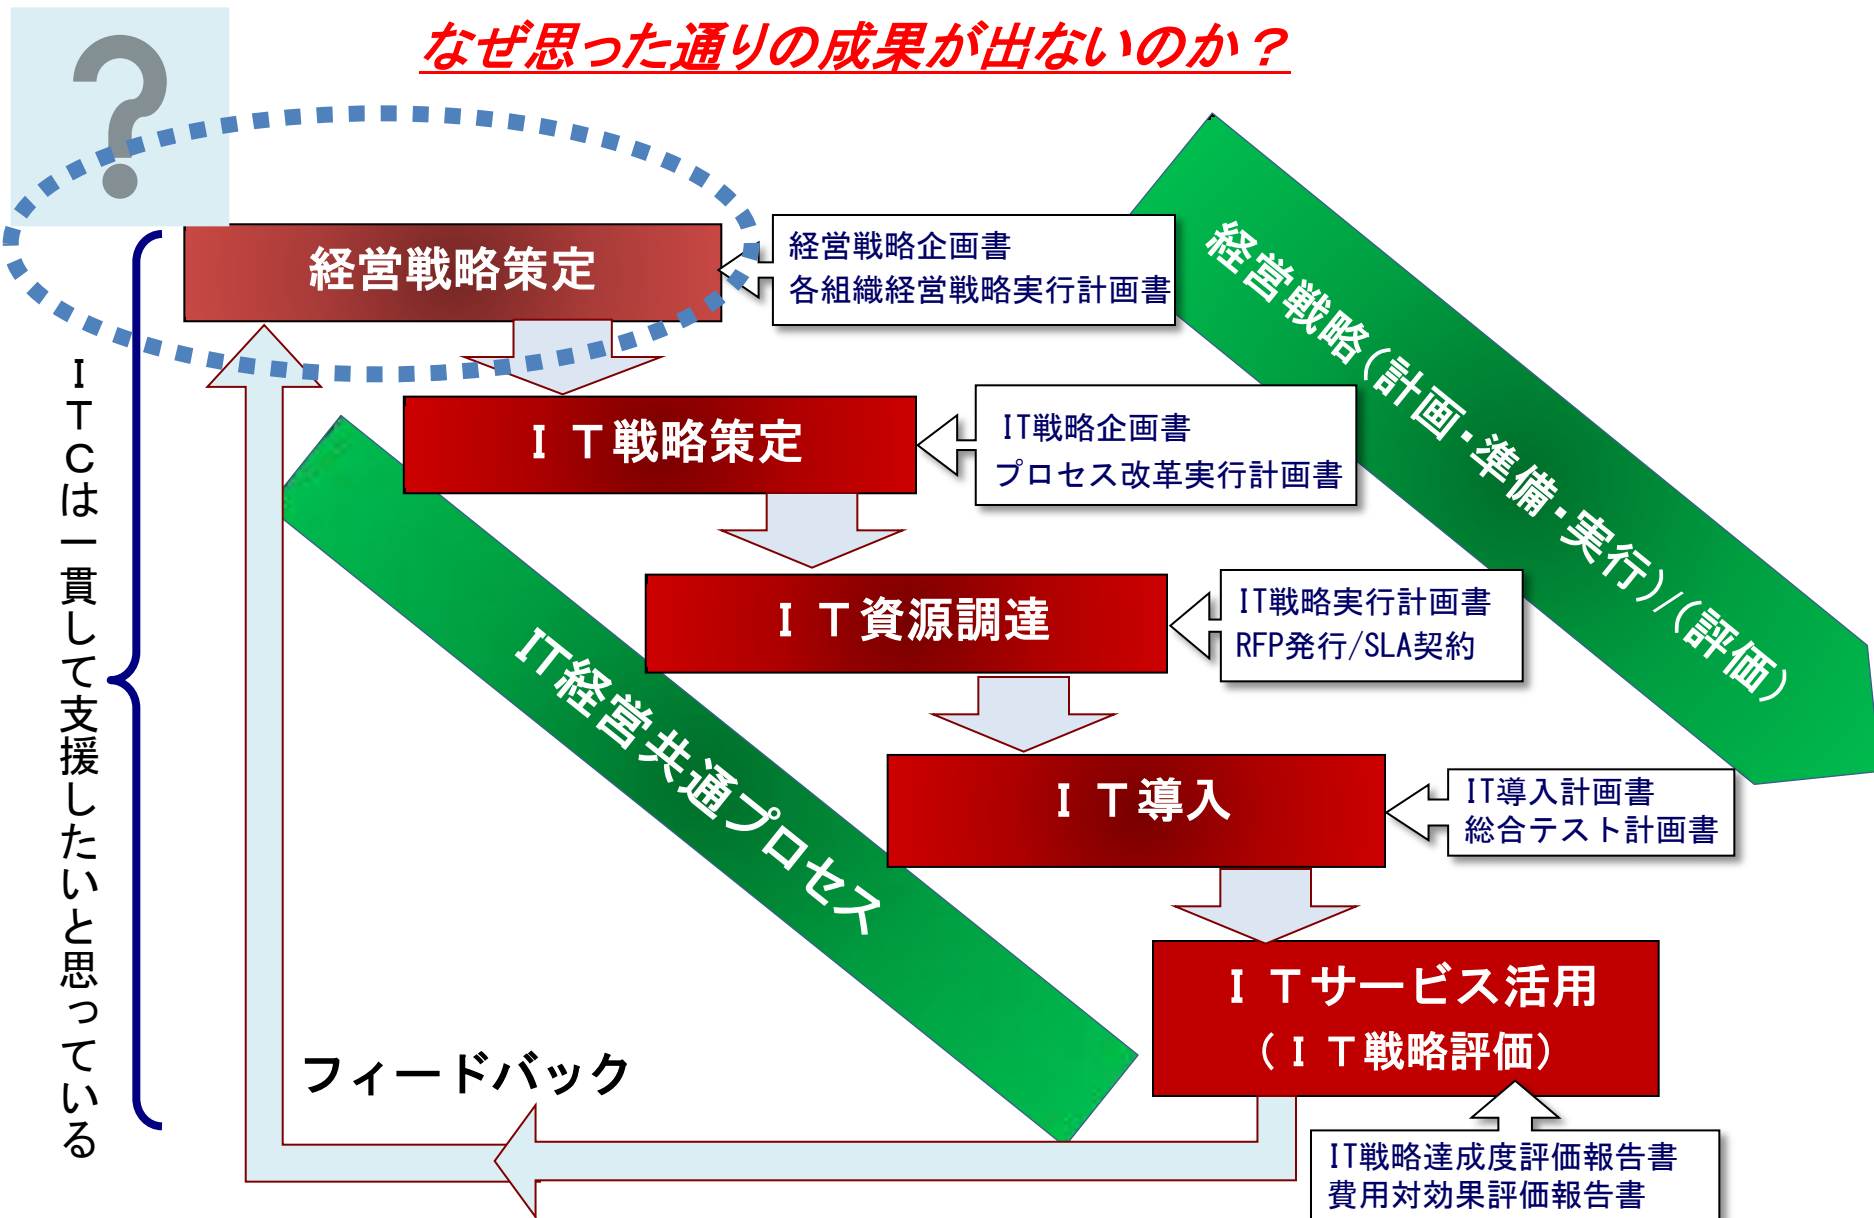 なぜ思った通りの成果が出ないのか？
?
経営戦略策定
経営戦略企画書
各組織経営戦略実行計画書
経営戦略(計画・準備・実行)/(評価)
ＩＴＣは一貫して支援したいと思っている
ＩＴ戦略策定
IT戦略企画書
プロセス改革実行計画書
ＩＴ資源調達
IT戦略実行計画書
RFP発行/SLA契約
IT経営共通プロセス
ＩＴ導入
IT導入計画書
総合テスト計画書
ＩＴサービス活用
（ＩＴ戦略評価）
フィードバック
IT戦略達成度評価報告書
費用対効果評価報告書